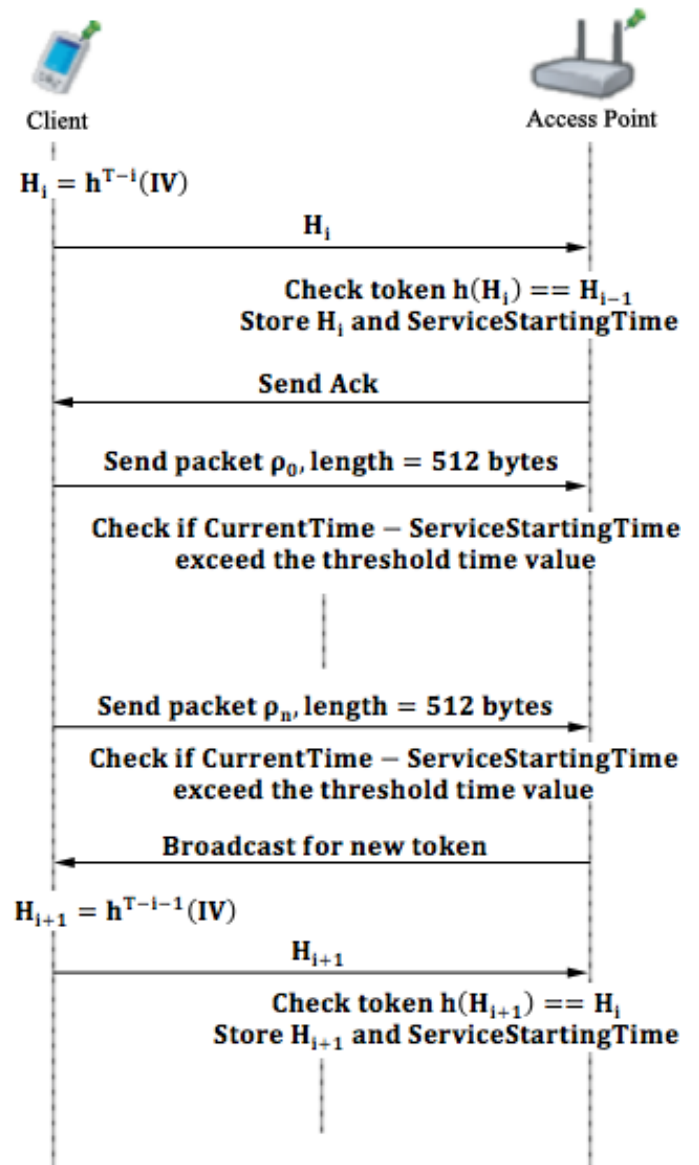 Client
Access Point
Hᵢ = hᵀ⁻ⁱ(IV)
Hᵢ
Check token h(Hᵢ) == Hᵢ₋₁
Store Hᵢ and ServiceStartingTime
Send Ack
Send packet ρ₀, length = 512 bytes
Check if CurrentTime − ServiceStartingTime
exceed the threshold time value
Send packet ρₙ, length = 512 bytes
Check if CurrentTime − ServiceStartingTime
exceed the threshold time value
Broadcast for new token
Hᵢ₊₁ = hᵀ⁻ⁱ⁻¹(IV)
Hᵢ₊₁
Check token h(Hᵢ₊₁) == Hᵢ
Store Hᵢ₊₁ and ServiceStartingTime